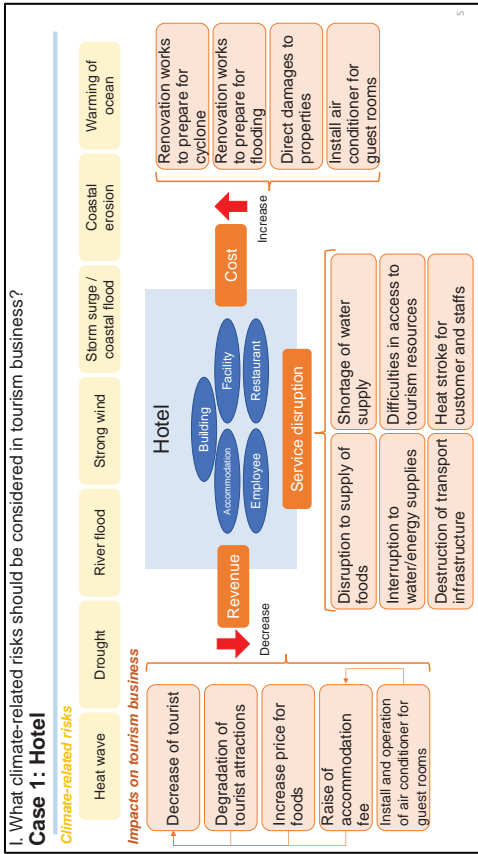 I. What climate-related risks should be considered in tourism business?
Case 1: Hotel
Climate-related risks
Heat wave
Drought
River flood
Strong wind
Storm surge /
coastal flood
Coastal
erosion
Warming of
ocean
Impacts on tourism business
Decrease of tourist
Degradation of
tourist attractions
Increase price for
foods
Raise of
accommodation
fee
Install and operation
of air conditioner for
guest rooms
Decrease
Revenue
Hotel
Building
Accommodation
Facility
Employee
Restaurant
Service disruption
Cost
Increase
Disruption to supply of
foods
Shortage of water
supply
Interruption to
water/energy supplies
Difficulties in access to
tourism resources
Destruction of transport
infrastructure
Heat stroke for
customer and staffs
Renovation works
to prepare for
cyclone
Renovation works
to prepare for
flooding
Direct damages to
properties
Install air
conditioner for
guest rooms
5